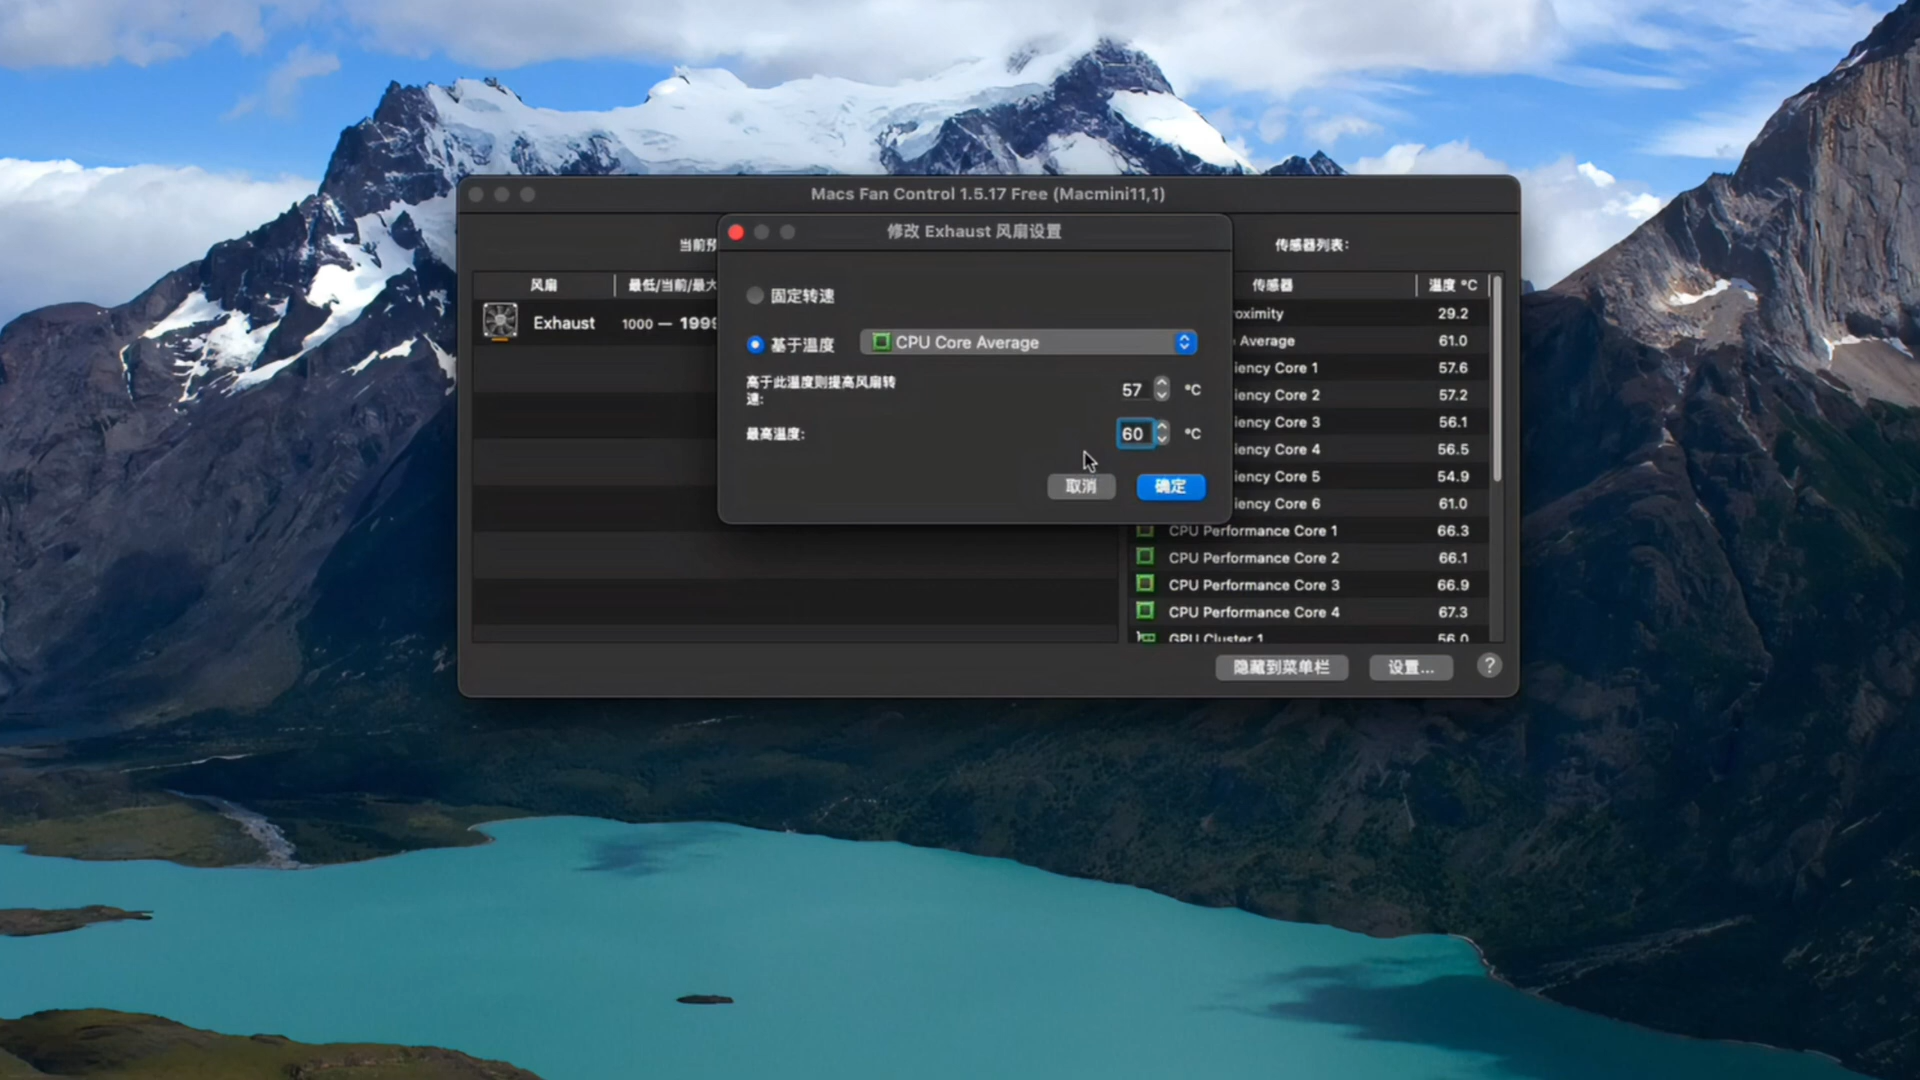 Macs Fan Control 1.5.17 Free (Macmini11,1)
修改 Exhaust 风扇设置
当前预
传感器列表:
风扇
最低/当前/最大
传感器
温度 °C
固定转速
Exhaust
1000 — 1999
基于温度
CPU Core Average
高于此温度则提高风扇转
速:
57
°C
最高温度:
60
°C
取消
确定
oximity 29.2
Average 61.0
iency Core 1 57.6
iency Core 2 57.2
iency Core 3 56.1
iency Core 4 56.5
iency Core 5 54.9
iency Core 6 61.0
CPU Performance Core 1 66.3
CPU Performance Core 2 66.1
CPU Performance Core 3 66.9
CPU Performance Core 4 67.3
GPU Cluster 1 56.0
隐藏到菜单栏
设置...
?